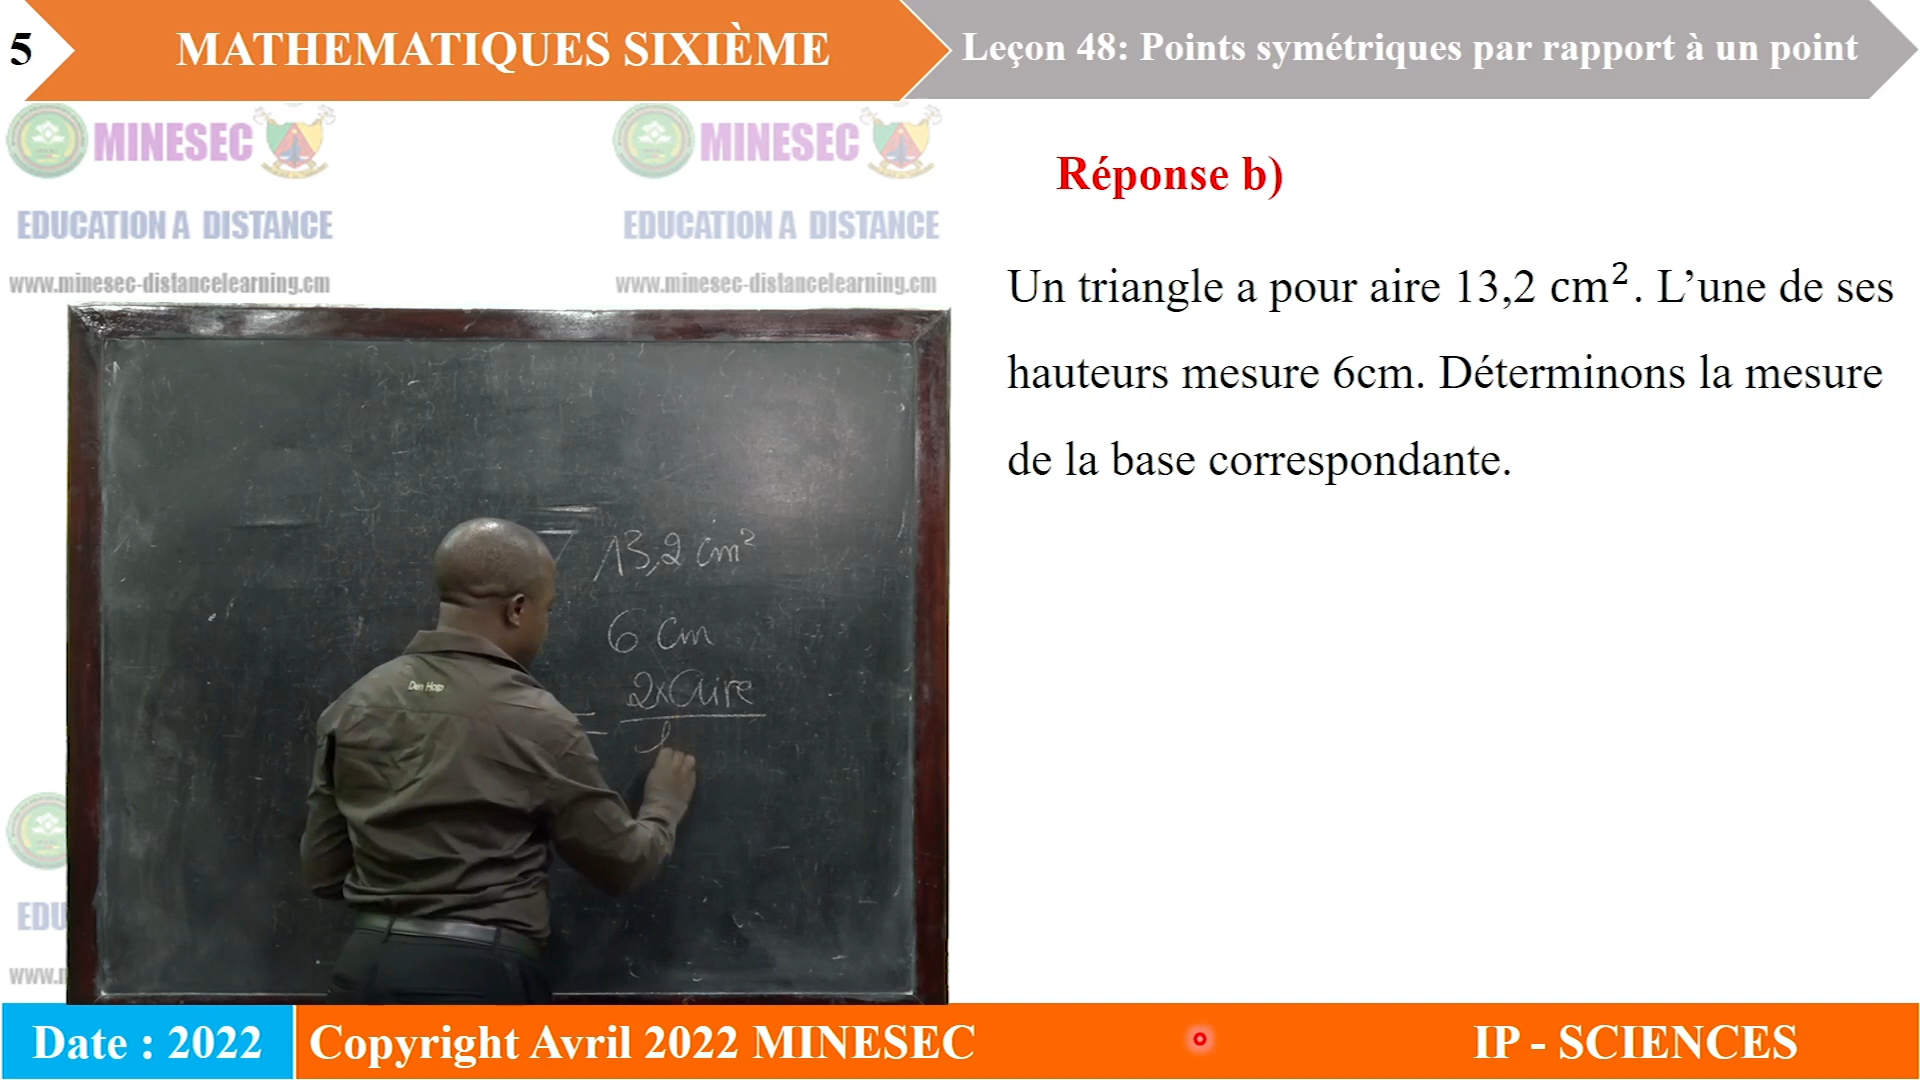 5
MATHEMATIQUES SIXIÈME
Leçon 48: Points symétriques par rapport à un point
MINESEC
MINESEC
EDUCATION A DISTANCE
EDUCATION A DISTANCE
www.minesec-distancelearning.cm
www.minesec-distancelearning.cm
Réponse b)
Un triangle a pour aire 13,2 cm². L’une de ses
hauteurs mesure 6cm. Déterminons la mesure
de la base correspondante.
13,2 cm²
6 cm
= 2×aire
EDU
www.
Date : 2022
Copyright Avril 2022 MINESEC
IP - SCIENCES